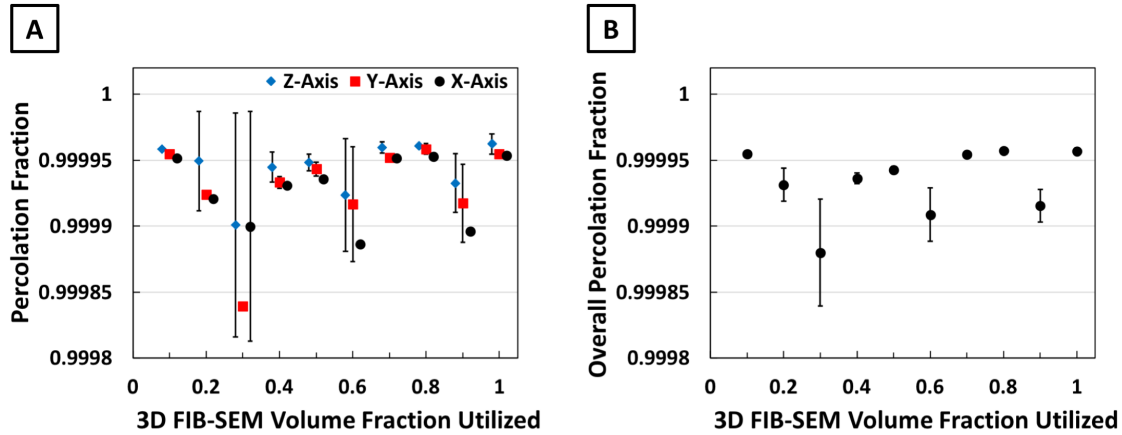 A
Z-Axis Y-Axis X-Axis
Percolation Fraction
1
0.99995
0.9999
0.99985
0.9998
0 0.2 0.4 0.6 0.8 1
3D FIB-SEM Volume Fraction Utilized
B
Overall Percolation Fraction
1
0.99995
0.9999
0.99985
0.9998
0 0.2 0.4 0.6 0.8 1
3D FIB-SEM Volume Fraction Utilized